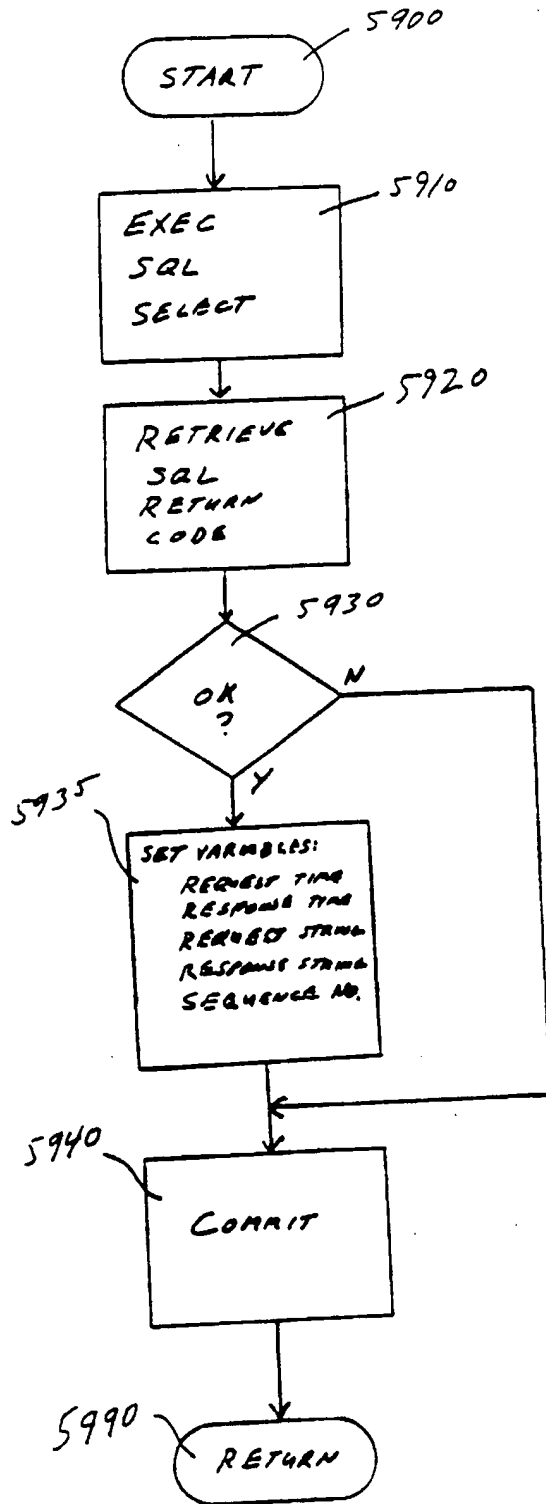 5900
START
5910
EXEC
SQL
SELECT
5920
RETRIEVE
SQL
RETURN
CODE
5930
OK
?
N
Y
5935
SET VARIABLES:
REQUEST TIME
RESPONSE TIME
REQUEST STRING
RESPONSE STRING
SEQUENCE NO.
5940
COMMIT
5990
RETURN